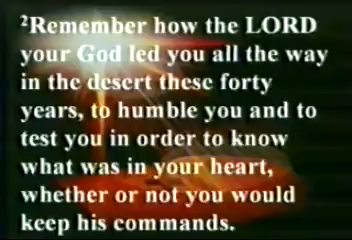 ²Remember how the LORD
your God led you all the way
in the desert these forty
years, to humble you and to
test you in order to know
what was in your heart,
whether or not you would
keep his commands.